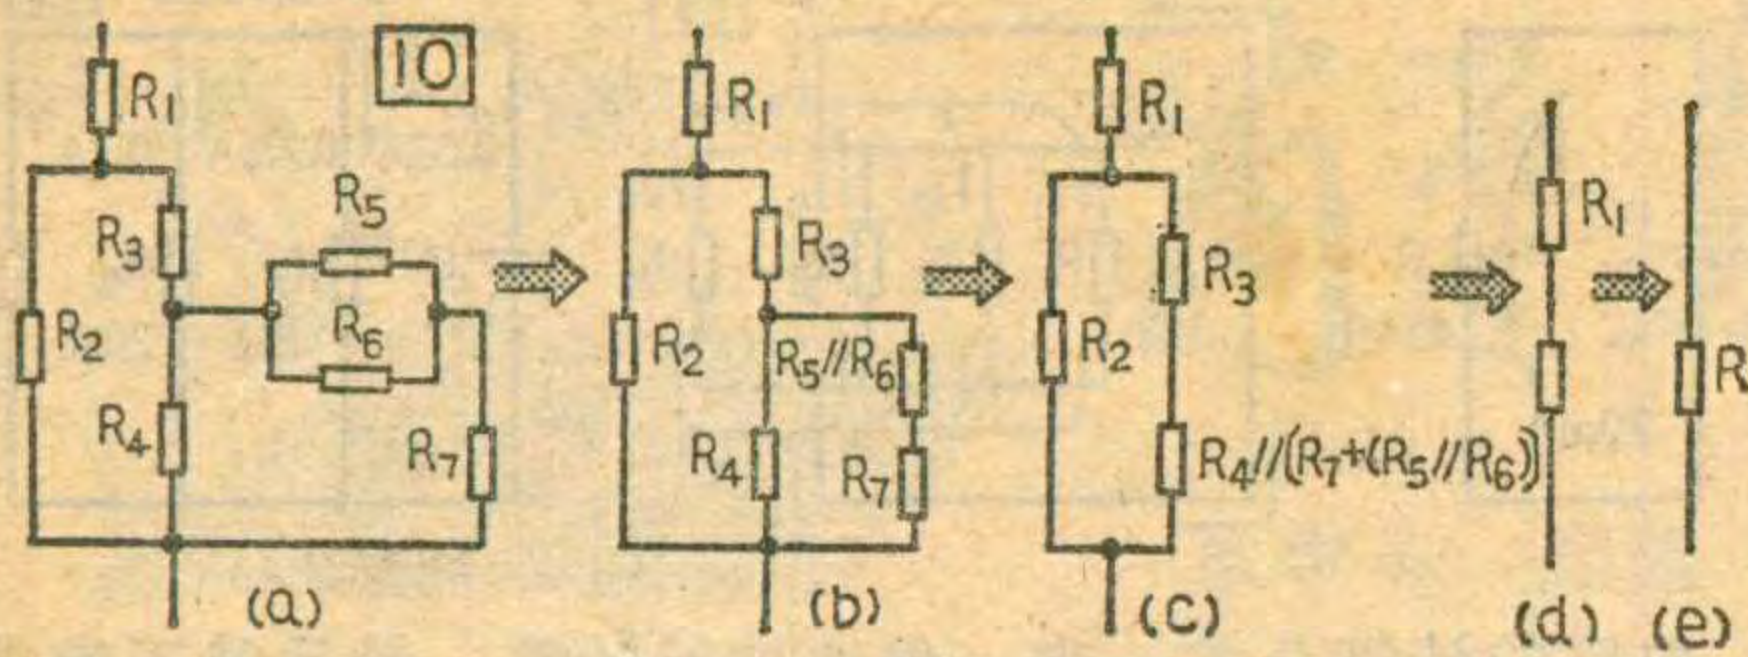 10
R1
R2
R3
R4
R5
R6
R7
(a)
R1
R2
R3
R5//R6
R4
R7
(b)
R1
R2
R3
R4//(R7+(R5//R6))
(c)
R1
(d)
R
(e)